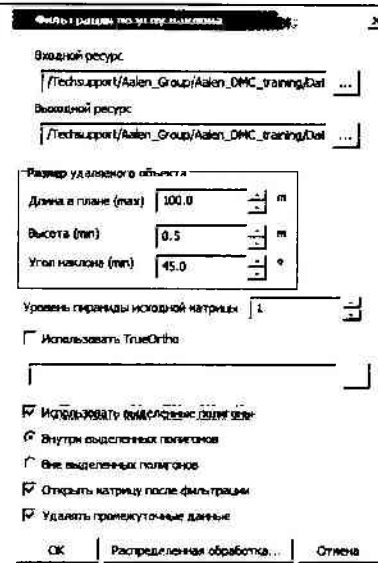 Фильтрация по углу наклона
Входной ресурс
/Techsupport/Aalen_Group/Aalen_DMC_training/Dat ...
Выходной ресурс
/Techsupport/Aalen_Group/Aalen_DMC_training/Dat ...
Размер удаляемого объекта
Длина в плане (max) 100.0 m
Высота (min) 0.5 m
Угол наклона (min) 45.0 °
Уровень пирамиды исходной матрицы 1
Использовать TrueOrtho
Использовать выделенные полигоны
Внутри выделенных полигонов
Вне выделенных полигонов
Открыть матрицу после фильтрации
Удалять промежуточные данные
OK Распределенная обработка... Отмена